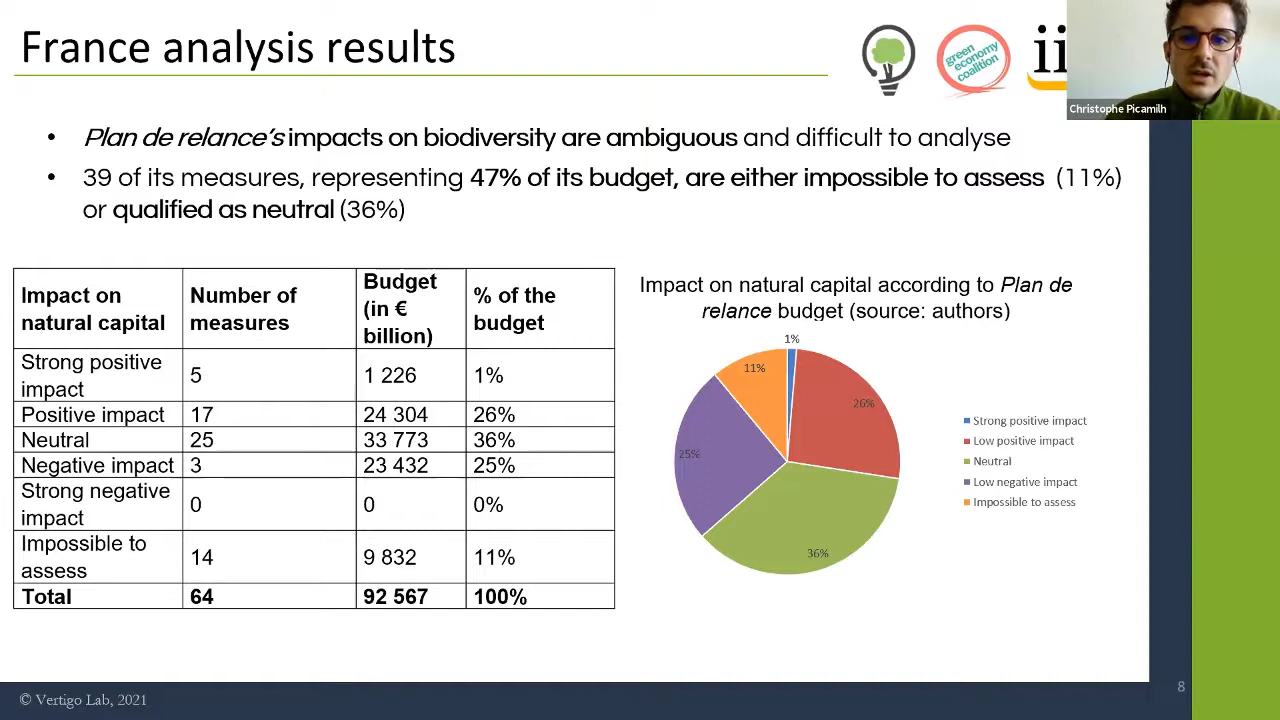 France analysis results
green
economy
coalition
ii
Christophe Picamilh
• Plan de relance's impacts on biodiversity are ambiguous and difficult to analyse
• 39 of its measures, representing 47% of its budget, are either impossible to assess (11%)
or qualified as neutral (36%)
Impact on natural capital | Number of measures | Budget (in € billion) | % of the budget
Strong positive impact | 5 | 1 226 | 1%
Positive impact | 17 | 24 304 | 26%
Neutral | 25 | 33 773 | 36%
Negative impact | 3 | 23 432 | 25%
Strong negative impact | 0 | 0 | 0%
Impossible to assess | 14 | 9 832 | 11%
Total | 64 | 92 567 | 100%
Impact on natural capital according to Plan de
relance budget (source: authors)
1%
11%
26%
25%
36%
Strong positive impact
Low positive impact
Neutral
Low negative impact
Impossible to assess
© Vertigo Lab, 2021
8